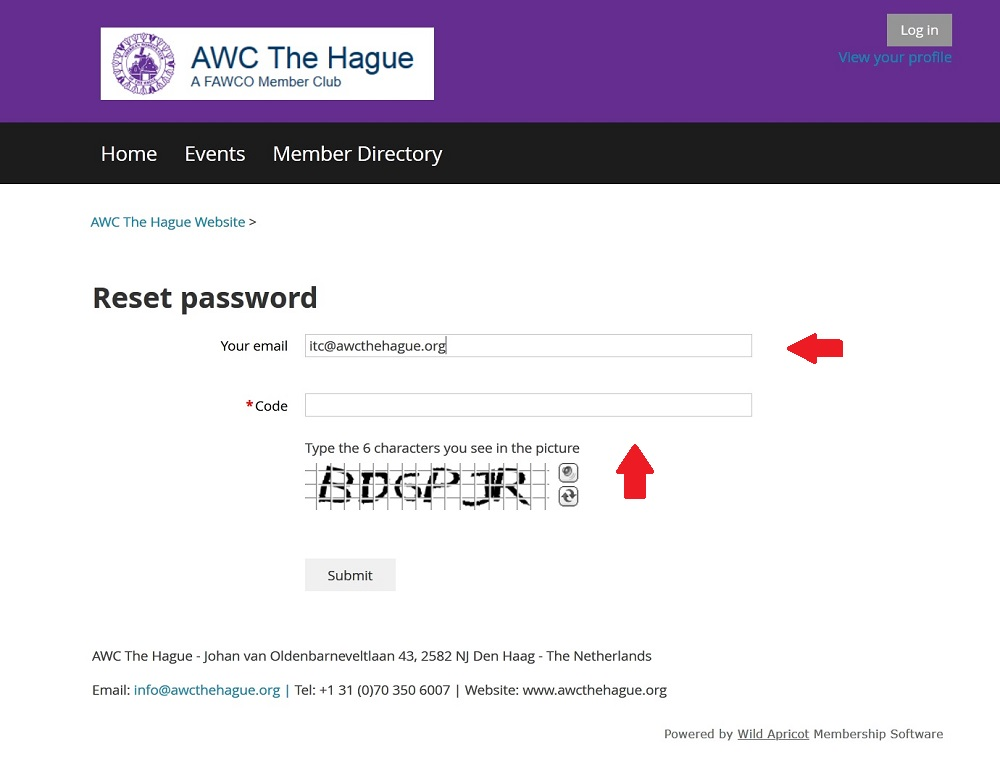 AWC The Hague
A FAWCO Member Club
Log in
View your profile
Home Events Member Directory
AWC The Hague Website >
Reset password
Your email itc@awcthehague.org
*Code
Type the 6 characters you see in the picture
BDGPJR
Submit
AWC The Hague - Johan van Oldenbarneveltlaan 43, 2582 NJ Den Haag - The Netherlands
Email: info@awcthehague.org | Tel: +1 31 (0)70 350 6007 | Website: www.awcthehague.org
Powered by Wild Apricot Membership Software